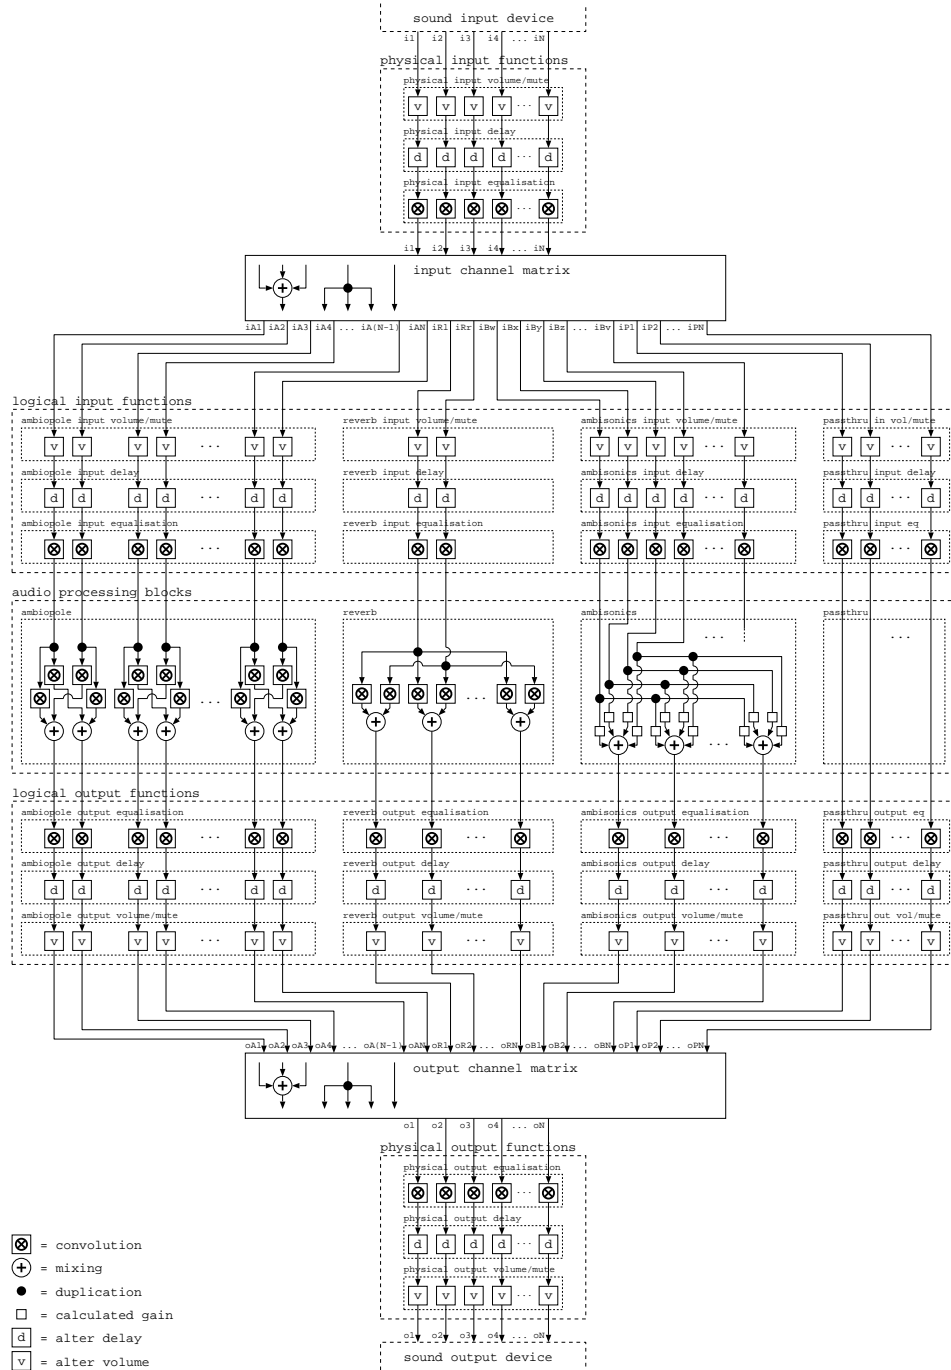 sound input device
i1 i2 i3 i4 ... iN
physical input functions
physical input volume/mute
v v v v ... v
physical input delay
d d d d ... d
physical input equalisation
...
i1 i2 i3 i4 ... iN
input channel matrix
iA1 iA2 iA3 iA4 ... iA(N-1) iAN iRl iRr iBw iBx iBy iBz ... iBv iP1 iP2 ... iPN
logical input functions
ambiopole input volume/mute reverb input volume/mute ambisonics input volume/mute passthru in vol/mute
v v v v ... v v v v v v v v ... v v v ... v
ambiopole input delay reverb input delay ambisonics input delay passthru input delay
d d d d ... d d d d d d d d ... d d d ... d
ambiopole input equalisation reverb input equalisation ambisonics input equalisation passthru input eq
... ... ...
audio processing blocks
ambiopole reverb ambisonics passthru
... ...
... ...
...
logical output functions
ambiopole output equalisation reverb output equalisation ambisonics output equalisation passthru output eq
... ... ... ...
ambiopole output delay reverb output delay ambisonics output delay passthru output delay
d d d d ... d d d d ... d d d ... d d d ... d
ambiopole output volume/mute reverb output volume/mute ambisonics output volume/mute passthru out vol/mute
v v v v ... v v v v ... v v v ... v v v ... v
oA1 oA2 oA3 oA4 ... oA(N-1) oAN oR1 oR2 ... oRN oB1 oB2 ... oBN oP1 oP2 ... oPN
output channel matrix
o1 o2 o3 o4 ... oN
physical output functions
physical output equalisation
...
physical output delay
d d d d ... d
physical output volume/mute
v v v v ... v
o1 o2 o3 o4 ... oN
sound output device
= convolution
= mixing
= duplication
= calculated gain
d = alter delay
v = alter volume